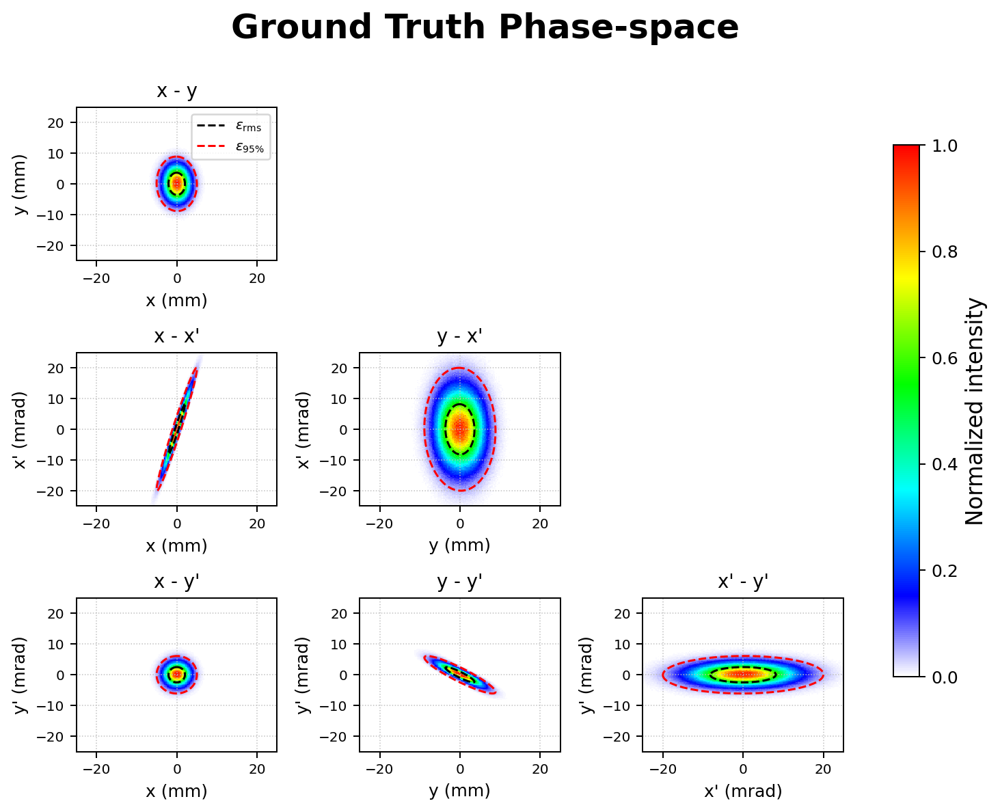 Ground Truth Phase-space
x - y
20
10
0
−10
−20
y (mm)
ε_rms
ε_95%
−20 0 20
x (mm)
x - x'
20
10
0
−10
−20
x' (mrad)
−20 0 20
x (mm)
y - x'
20
10
0
−10
−20
x' (mrad)
−20 0 20
y (mm)
x - y'
20
10
0
−10
−20
y' (mrad)
−20 0 20
x (mm)
y - y'
20
10
0
−10
−20
y' (mrad)
−20 0 20
y (mm)
x' - y'
20
10
0
−10
−20
y' (mrad)
−20 0 20
x' (mrad)
1.0
0.8
0.6
0.4
0.2
0.0
Normalized intensity